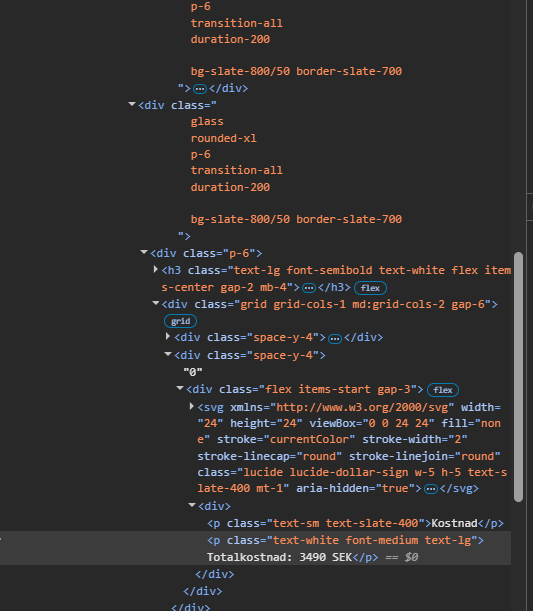 p-6
transition-all
duration-200
bg-slate-800/50 border-slate-700
">⋯</div>
<div class="
glass
rounded-xl
p-6
transition-all
duration-200
bg-slate-800/50 border-slate-700
">
<div class="p-6">
<h3 class="text-lg font-semibold text-white flex item
s-center gap-2 mb-4">⋯</h3> flex
<div class="grid grid-cols-1 md:grid-cols-2 gap-6">
grid
<div class="space-y-4">⋯</div>
<div class="space-y-4">
"0"
<div class="flex items-start gap-3"> flex
<svg xmlns="http://www.w3.org/2000/svg" width=
"24" height="24" viewBox="0 0 24 24" fill="non
e" stroke="currentColor" stroke-width="2"
stroke-linecap="round" stroke-linejoin="round"
class="lucide lucide-dollar-sign w-5 h-5 text-s
late-400 mt-1" aria-hidden="true">⋯</svg>
<div>
<p class="text-sm text-slate-400">Kostnad</p>
<p class="text-white font-medium text-lg">
Totalkostnad: 3490 SEK</p> == $0
</div>
</div>
</div>